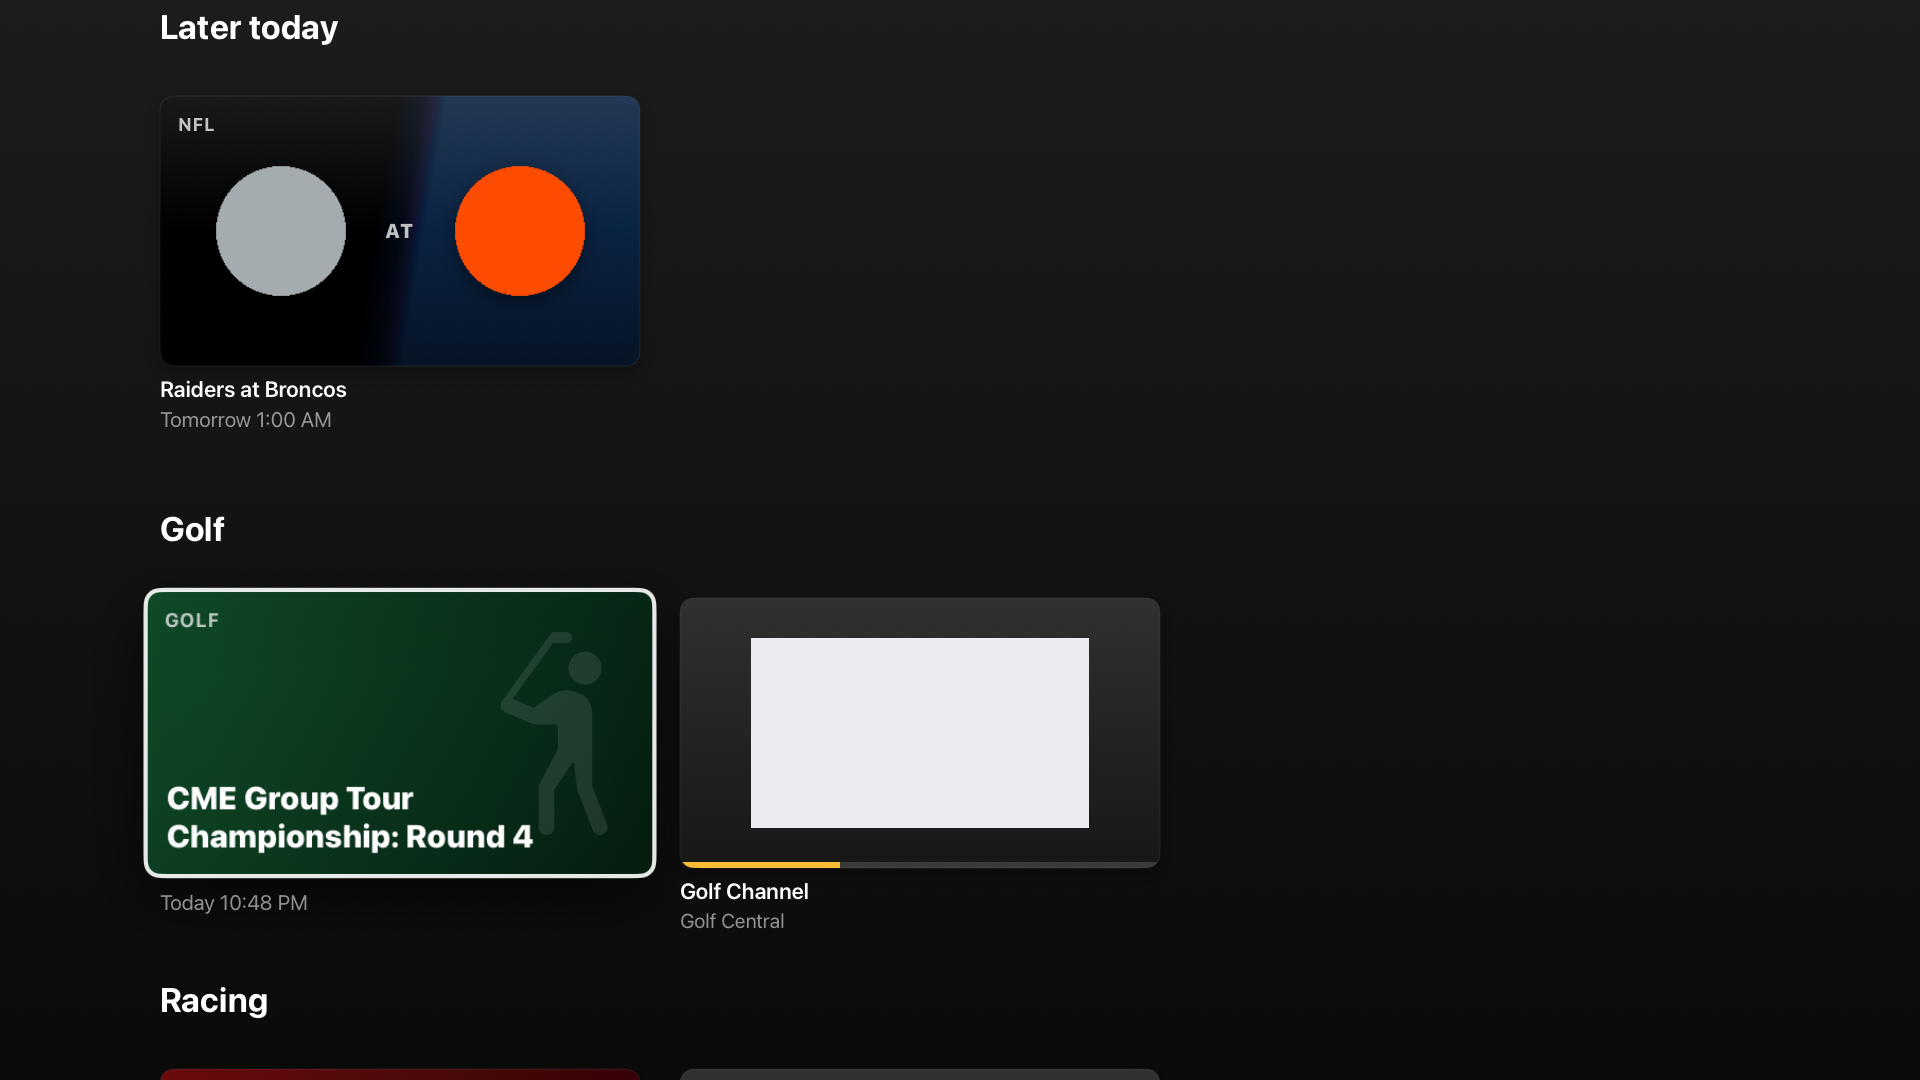 Later today
NFL
AT
Raiders at Broncos
Tomorrow 1:00 AM
Golf
GOLF
CME Group Tour
Championship: Round 4
Today 10:48 PM
Golf Channel
Golf Central
Racing